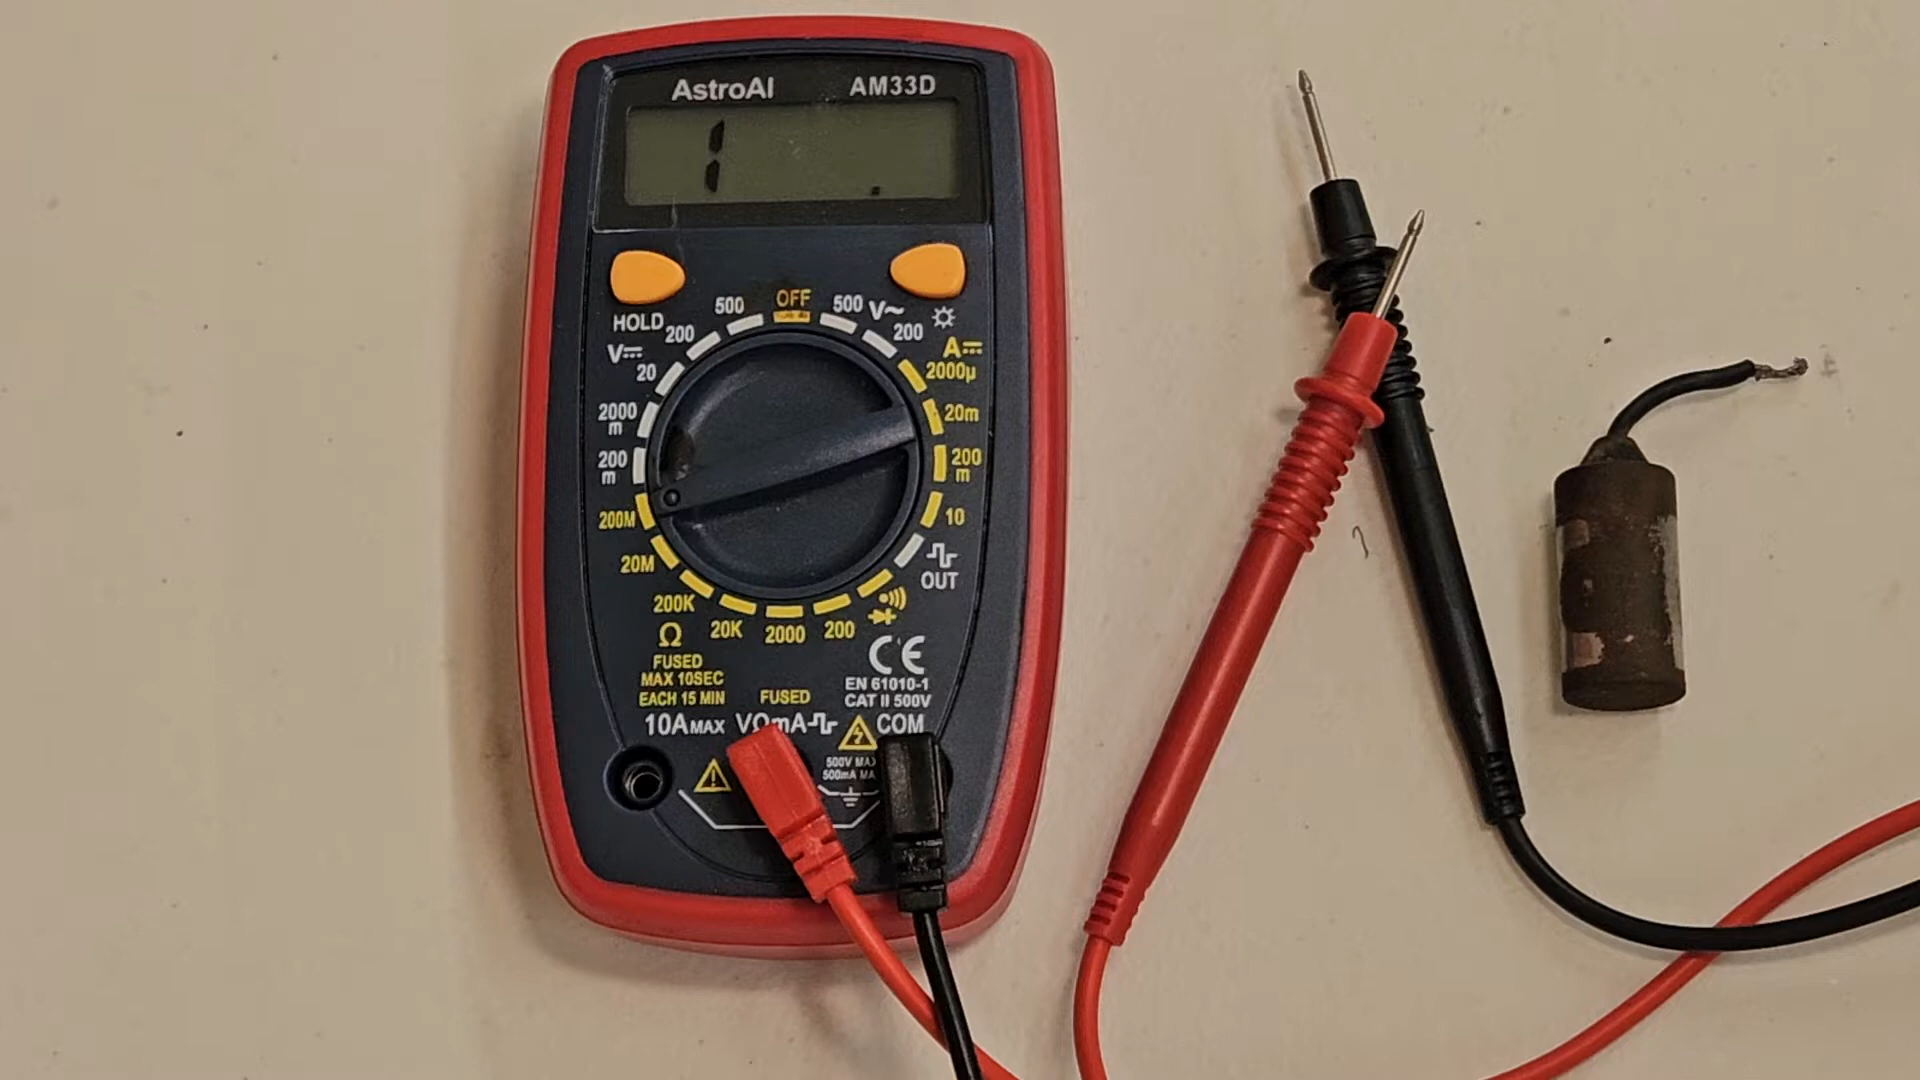 AstroAI AM33D
1 .
OFF
500 500 V~
HOLD 200 200
V⎓ A⎓
20 2000µ
2000
m 20m
200
m 200
m
200M 10
20M OUT
200K
20K 2000 200
Ω CE
FUSED
MAX 10SEC
EACH 15 MIN
EN 61010-1
CAT II 500V
FUSED
10AMAX VΩmA COM
500V MAX
500mA MA